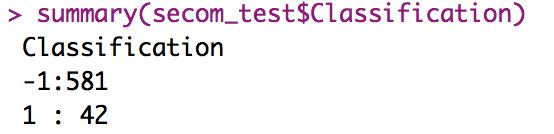 > summary(secom_test$Classification)
Classification
-1:581
1 : 42